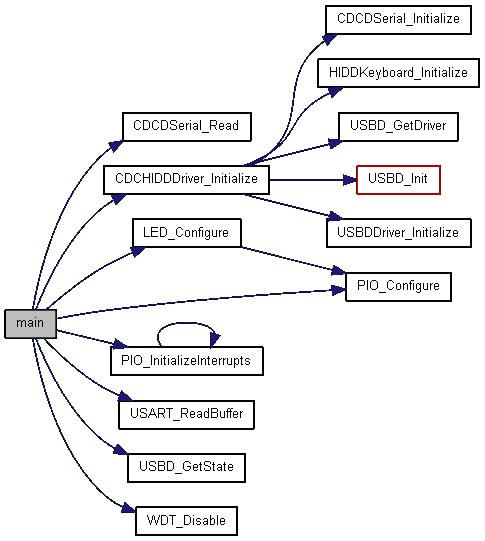 CDCDSerial_Initialize
HIDDKeyboard_Initialize
CDCDSerial_Read
USBD_GetDriver
CDCHIDDDriver_Initialize
USBD_Init
LED_Configure
USBDDriver_Initialize
PIO_Configure
main
PIO_InitializeInterrupts
USART_ReadBuffer
USBD_GetState
WDT_Disable